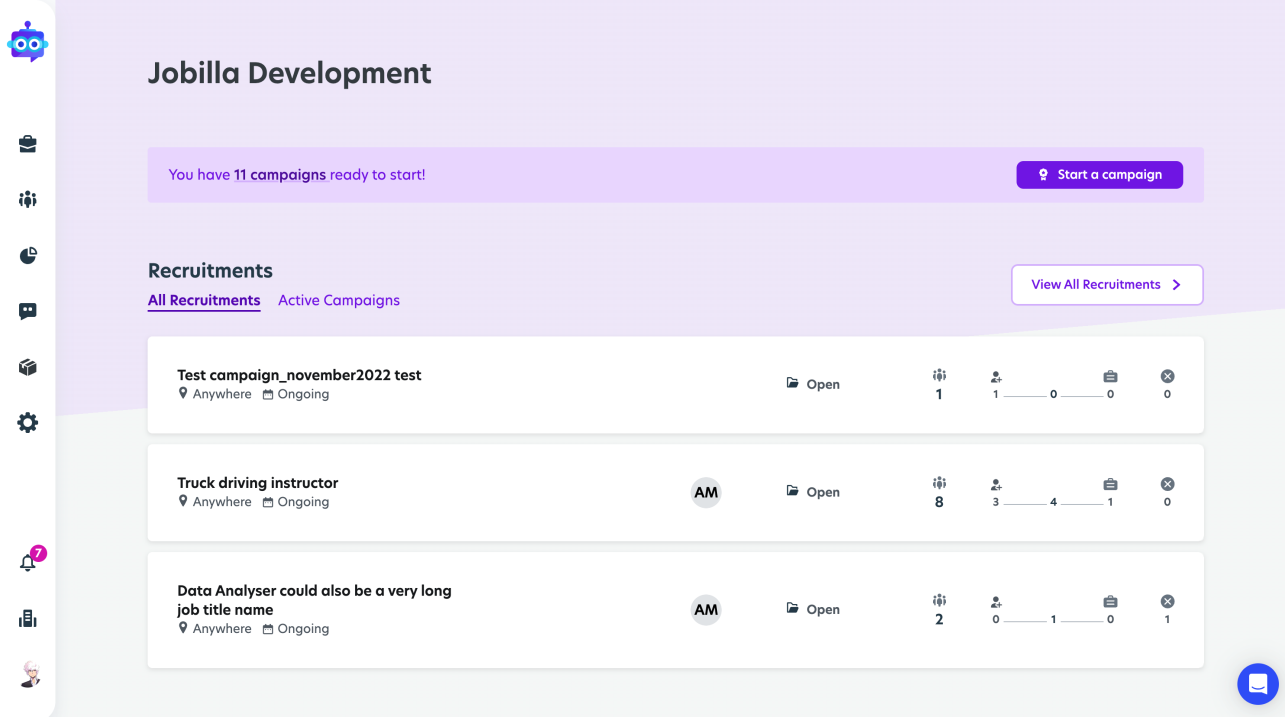 Jobilla Development
You have 11 campaigns ready to start!
Start a campaign
Recruitments
All Recruitments
Active Campaigns
View All Recruitments
Test campaign_november2022 test
Anywhere
Ongoing
Open
1
1
0
0
0
Truck driving instructor
Anywhere
Ongoing
AM
Open
8
3
4
1
0
Data Analyser could also be a very long
job title name
Anywhere
Ongoing
AM
Open
2
0
1
0
1
7